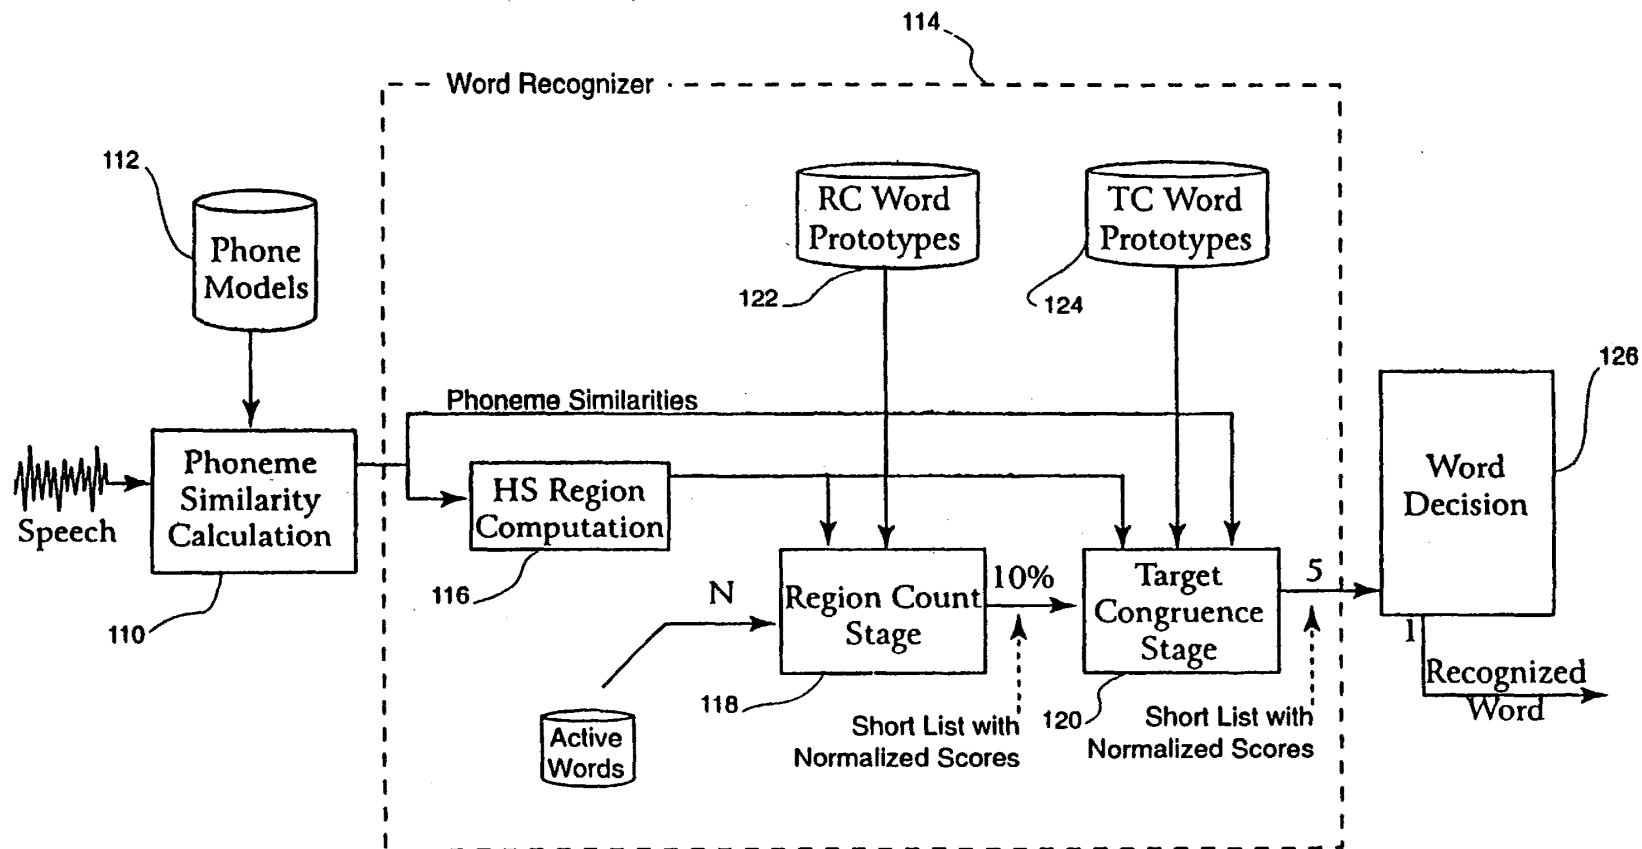 114
Word Recognizer
112
Phone
Models
RC Word
Prototypes
TC Word
Prototypes
122
124
126
Phoneme Similarities
Speech
Phoneme
Similarity
Calculation
HS Region
Computation
Word
Decision
110
116
N
Region Count
Stage
10%
Target
Congruence
Stage
5
1
Recognized
Word
118
120
Short List with
Normalized Scores
Short List with
Normalized Scores
Active
Words